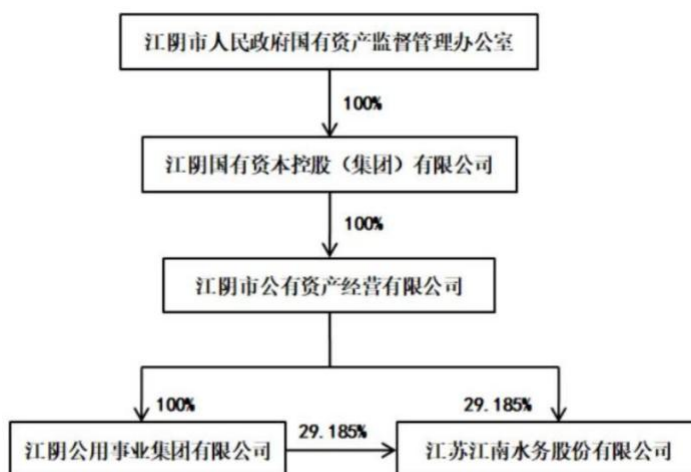 江阴市人民政府国有资产监督管理办公室
100%
江阴国有资本控股（集团）有限公司
100%
江阴市公有资产经营有限公司
100%
29.185%
江阴公用事业集团有限公司
29.185%
江苏江南水务股份有限公司